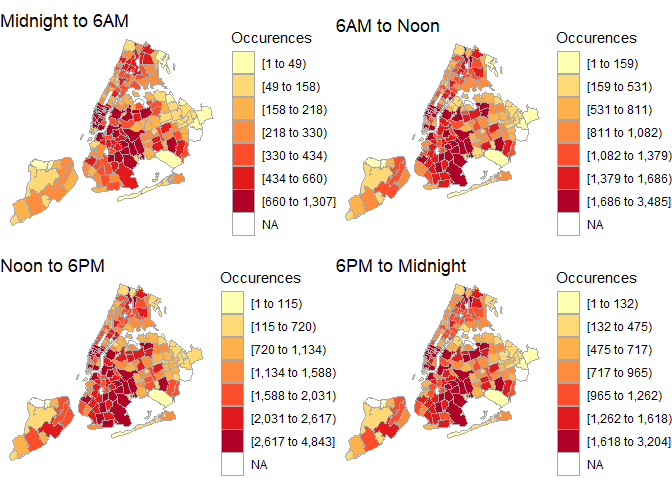 Midnight to 6AM
Occurences
[1 to 49)
[49 to 158)
[158 to 218)
[218 to 330)
[330 to 434)
[434 to 660)
[660 to 1,307]
NA
6AM to Noon
Occurences
[1 to 159)
[159 to 531)
[531 to 811)
[811 to 1,082)
[1,082 to 1,379)
[1,379 to 1,686)
[1,686 to 3,485]
NA
Noon to 6PM
Occurences
[1 to 115)
[115 to 720)
[720 to 1,134)
[1,134 to 1,588)
[1,588 to 2,031)
[2,031 to 2,617)
[2,617 to 4,843]
NA
6PM to Midnight
Occurences
[1 to 132)
[132 to 475)
[475 to 717)
[717 to 965)
[965 to 1,262)
[1,262 to 1,618)
[1,618 to 3,204]
NA